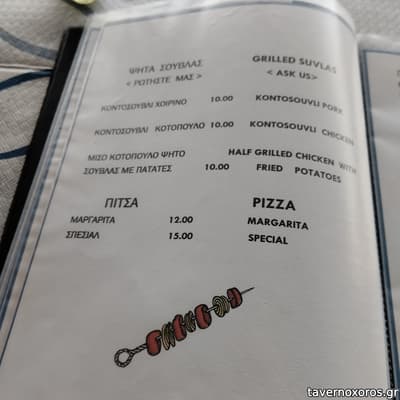 ΨΗΤΑ ΣΟΥΒΛΑΣ GRILLED SUVLAS
< ΡΩΤΗΣΤΕ ΜΑΣ > < ASK US>
ΚΟΝΤΟΣΟΥΒΛΙ ΧΟΙΡΙΝΟ 10.00 KONTOSOUVLI PORK
ΚΟΝΤΟΣΟΥΒΛΙ ΚΟΤΟΠΟΥΛΟ 10.00 KONTOSOUVLI CHICKEN
ΜΙΣΟ ΚΟΤΟΠΟΥΛΟ ΨΗΤΟ HALF GRILLED CHICKEN WITH
ΣΟΥΒΛΑΣ ΜΕ ΠΑΤΑΤΕΣ 10.00 FRIED POTATOES
ΠΙΤΣΑ PIZZA
ΜΑΡΓΑΡΙΤΑ 12.00 MARGARITA
ΣΠΕΣΙΑΛ 15.00 SPECIAL
tavernoxoros.gr